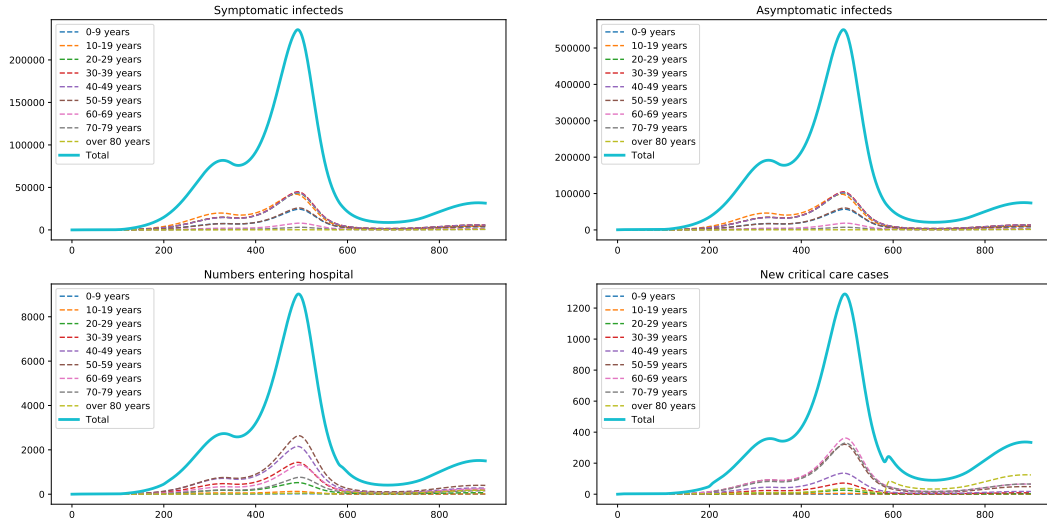 Symptomatic infecteds
200000
150000
100000
50000
0
0-9 years
10-19 years
20-29 years
30-39 years
40-49 years
50-59 years
60-69 years
70-79 years
over 80 years
Total
0 200 400 600 800
Asymptomatic infecteds
500000
400000
300000
200000
100000
0
0-9 years
10-19 years
20-29 years
30-39 years
40-49 years
50-59 years
60-69 years
70-79 years
over 80 years
Total
0 200 400 600 800
Numbers entering hospital
8000
6000
4000
2000
0
0-9 years
10-19 years
20-29 years
30-39 years
40-49 years
50-59 years
60-69 years
70-79 years
over 80 years
Total
0 200 400 600 800
New critical care cases
1200
1000
800
600
400
200
0
0-9 years
10-19 years
20-29 years
30-39 years
40-49 years
50-59 years
60-69 years
70-79 years
over 80 years
Total
0 200 400 600 800